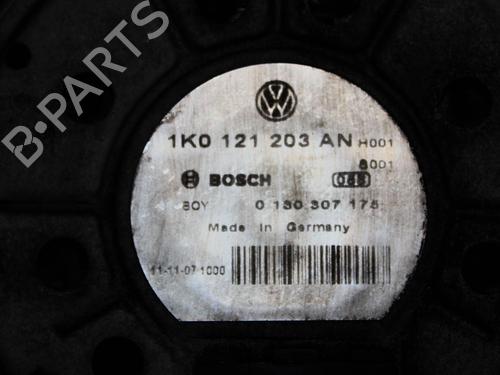 B-PARTS
1K0 121 203 AN H001
S001
BOSCH
BOY 0 130 307 175
Made in Germany
11-11-07 1000